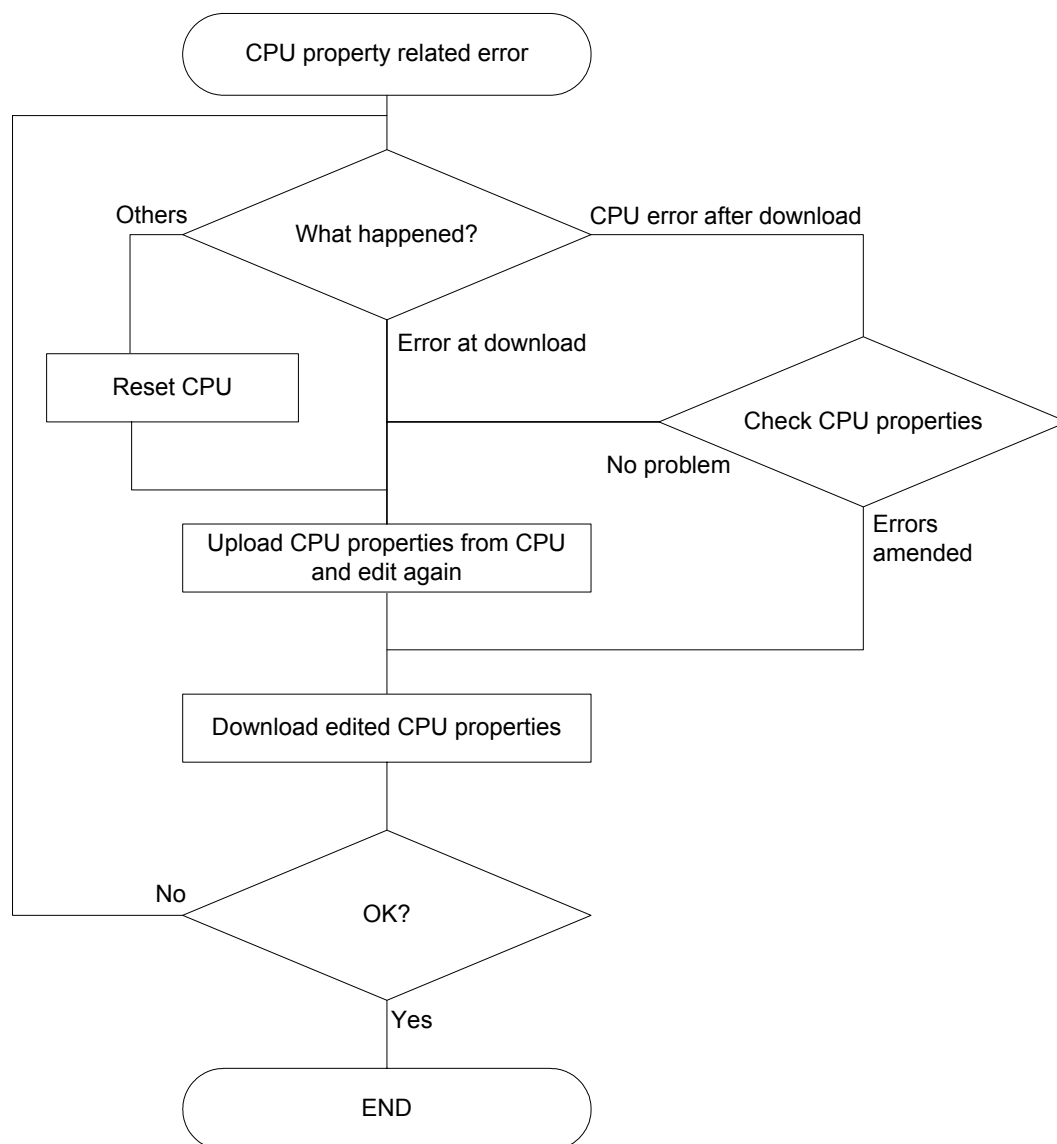 CPU property related error
Others
CPU error after download
What happened?
Error at download
Reset CPU
Check CPU properties
No problem
Errors
amended
Upload CPU properties from CPU
and edit again
Download edited CPU properties
No
OK?
Yes
END